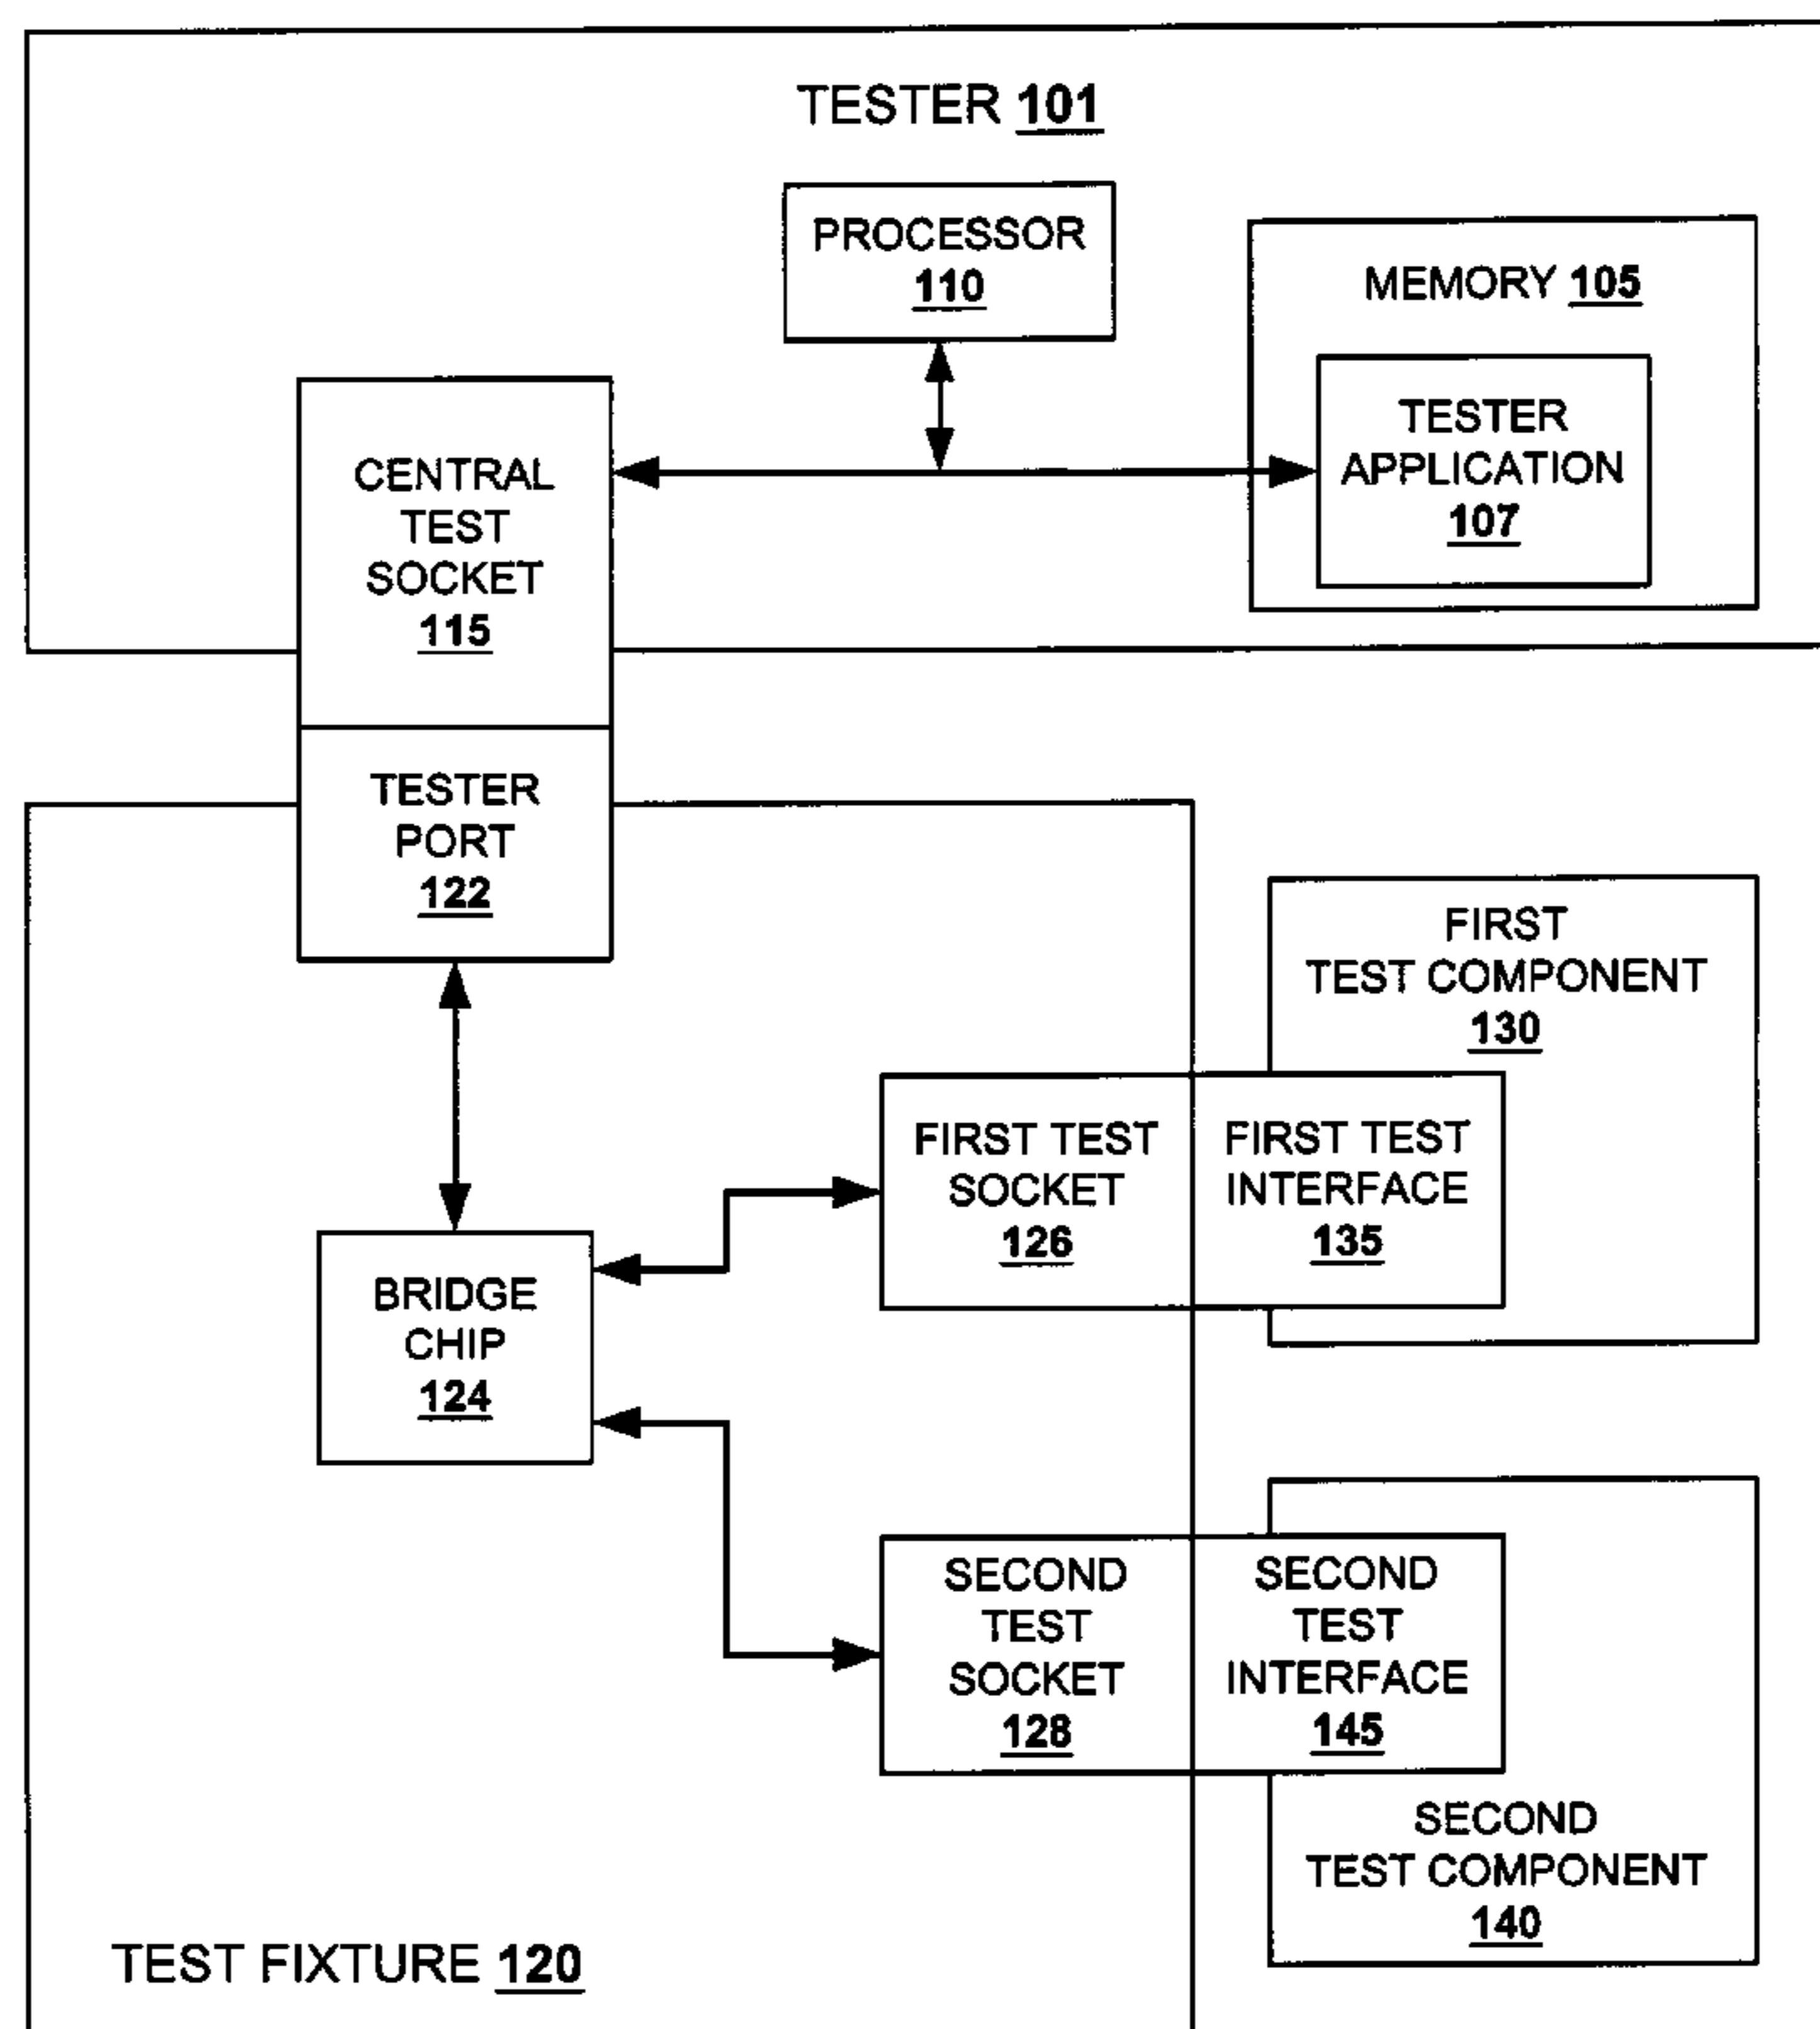 TESTER 101
PROCESSOR
110
MEMORY 105
TESTER
APPLICATION
107
CENTRAL
TEST
SOCKET
115
TESTER
PORT
122
FIRST
TEST COMPONENT
130
FIRST TEST
SOCKET
126
FIRST TEST
INTERFACE
135
BRIDGE
CHIP
124
SECOND
TEST
SOCKET
128
SECOND
TEST
INTERFACE
145
SECOND
TEST COMPONENT
140
TEST FIXTURE 120